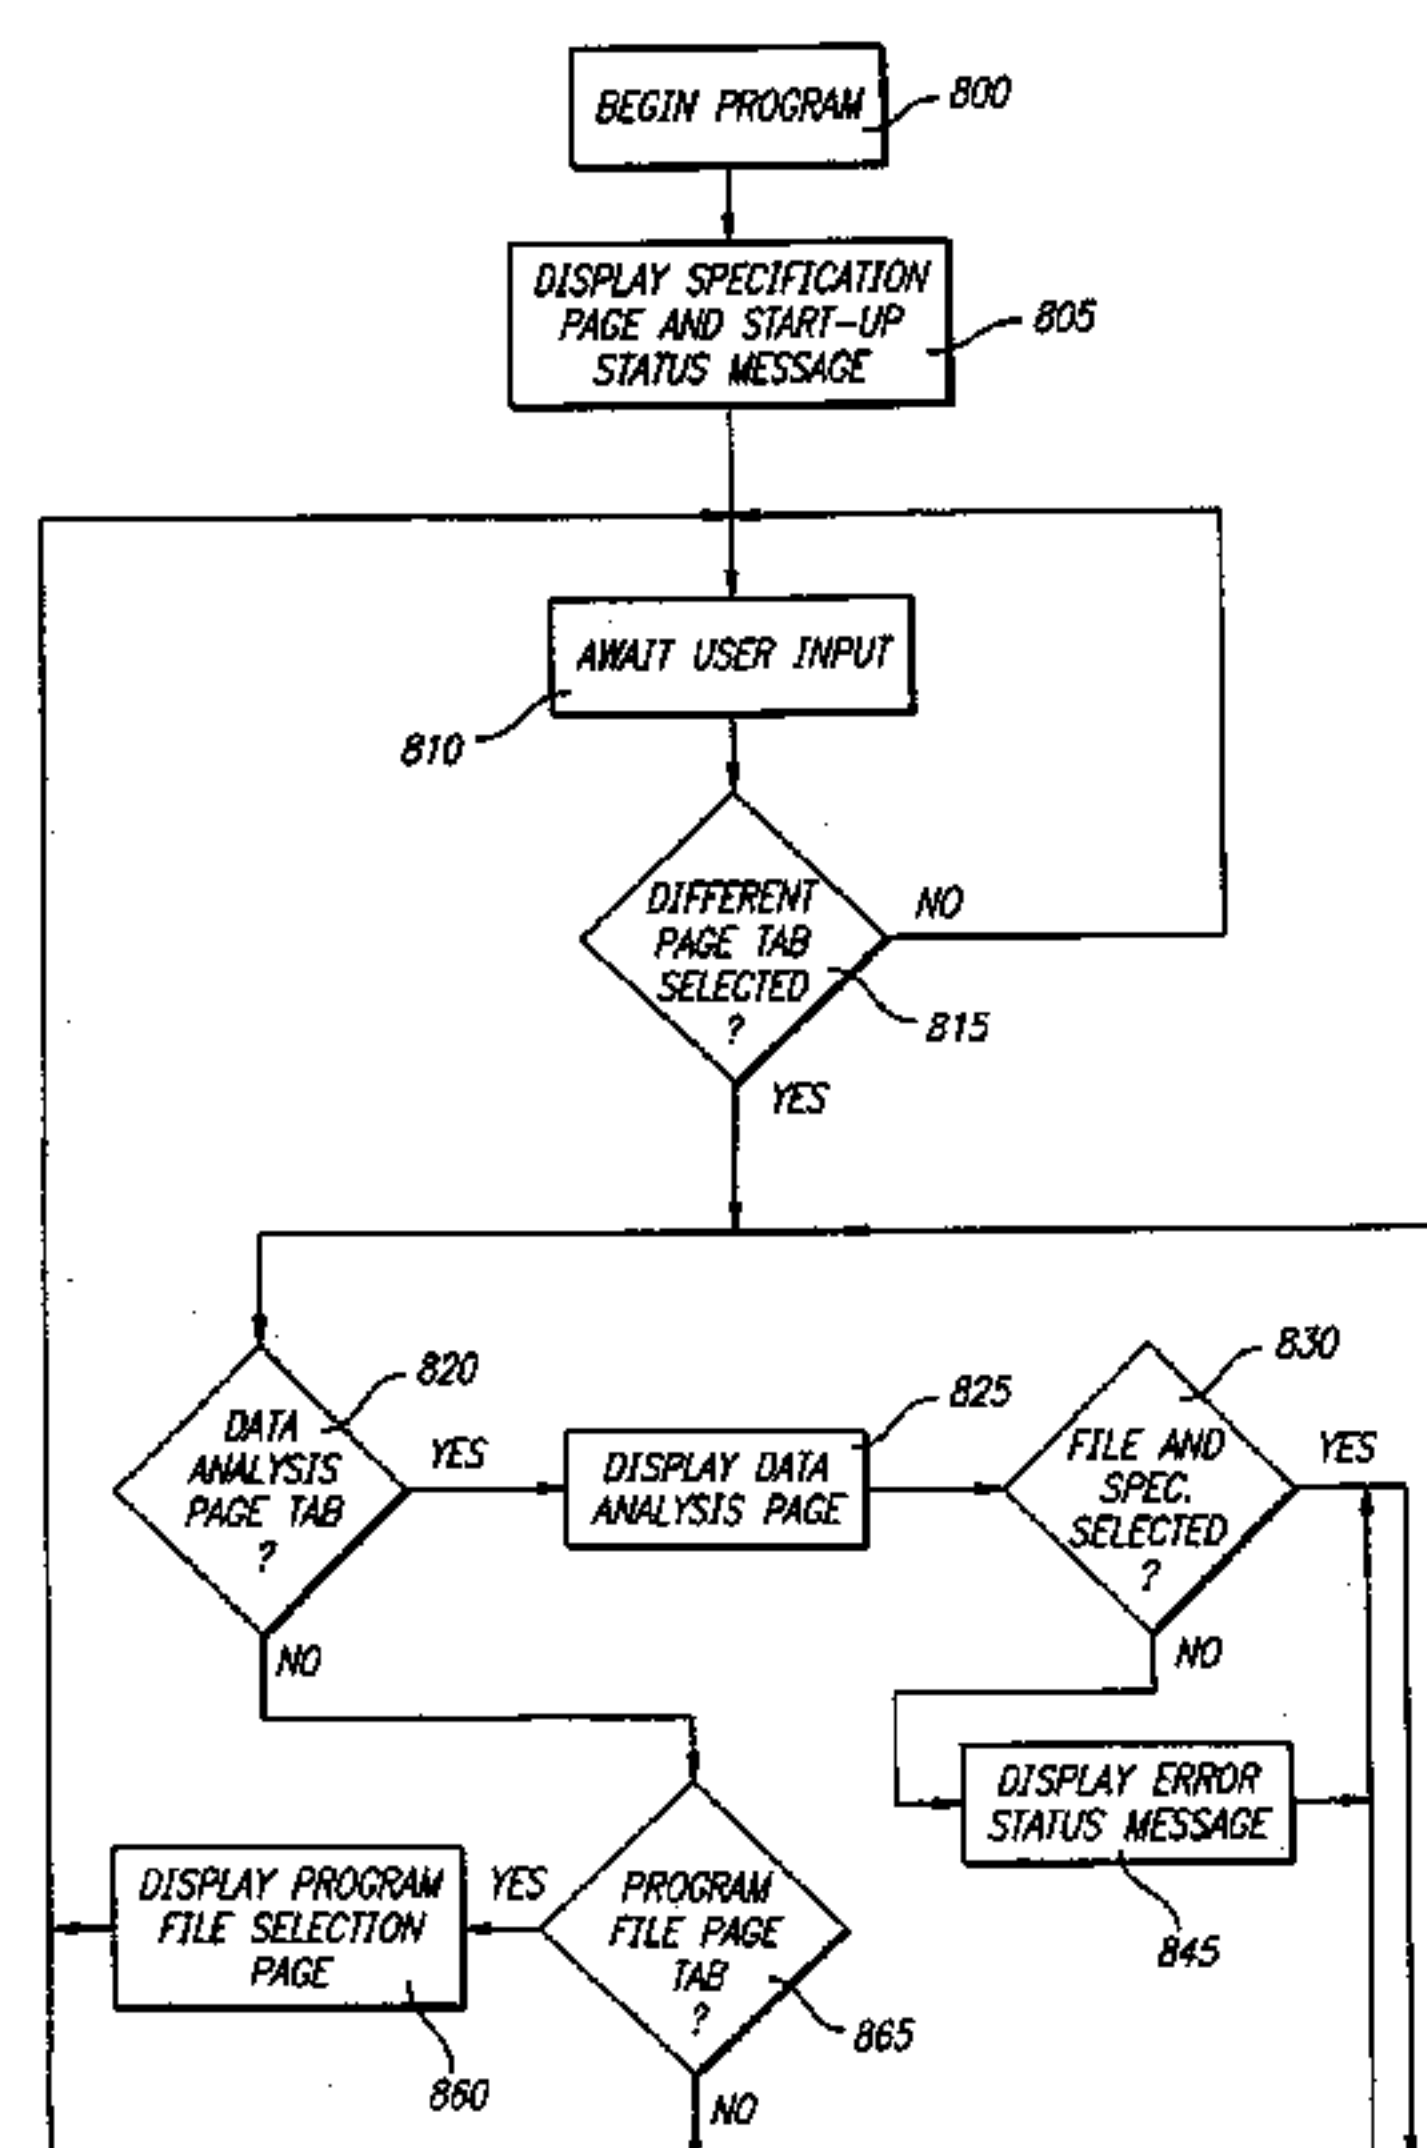 BEGIN PROGRAM
800
DISPLAY SPECIFICATION
PAGE AND START-UP
STATUS MESSAGE
805
AWAIT USER INPUT
810
DIFFERENT
PAGE TAB
SELECTED
?
NO
815
YES
820
DATA
ANALYSIS
PAGE TAB
?
YES
NO
825
DISPLAY DATA
ANALYSIS PAGE
830
FILE AND
SPEC.
SELECTED
?
YES
NO
DISPLAY ERROR
STATUS MESSAGE
845
PROGRAM
FILE PAGE
TAB
?
YES
865
NO
DISPLAY PROGRAM
FILE SELECTION
PAGE
860